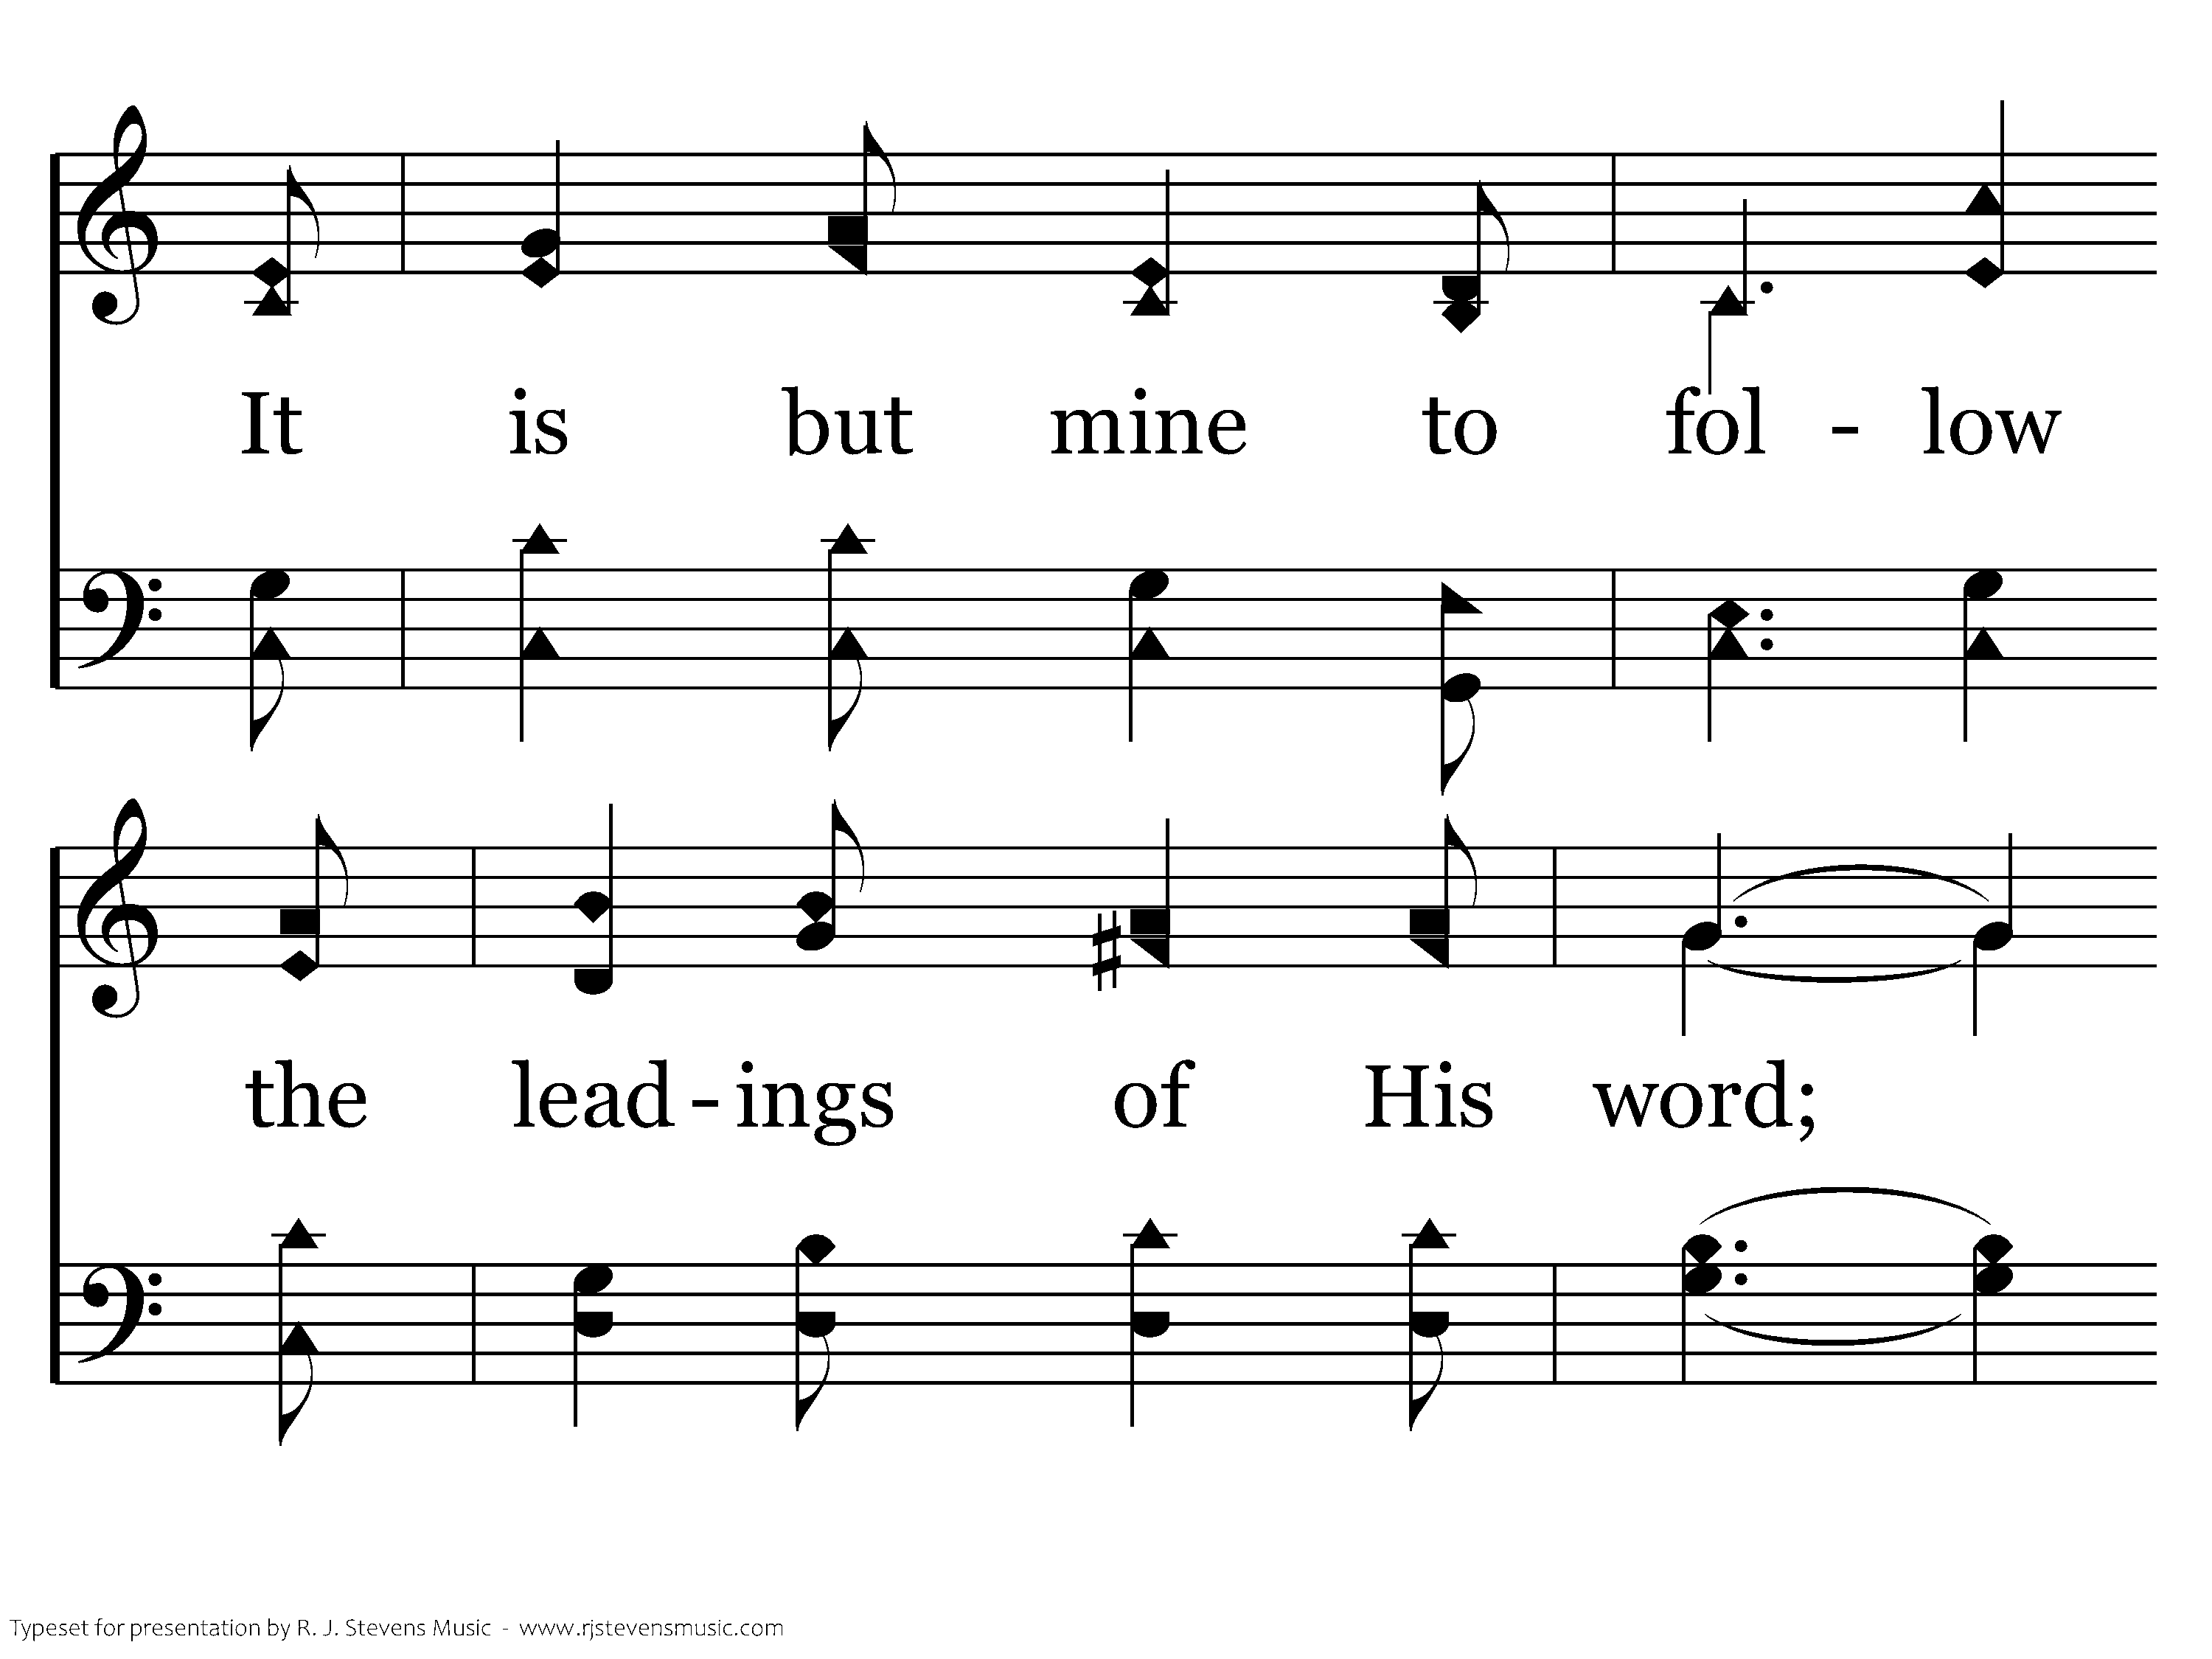 It is but mine to fol - low
the lead - ings of His word;
Typeset for presentation by R. J. Stevens Music - www.rjstevensmusic.com